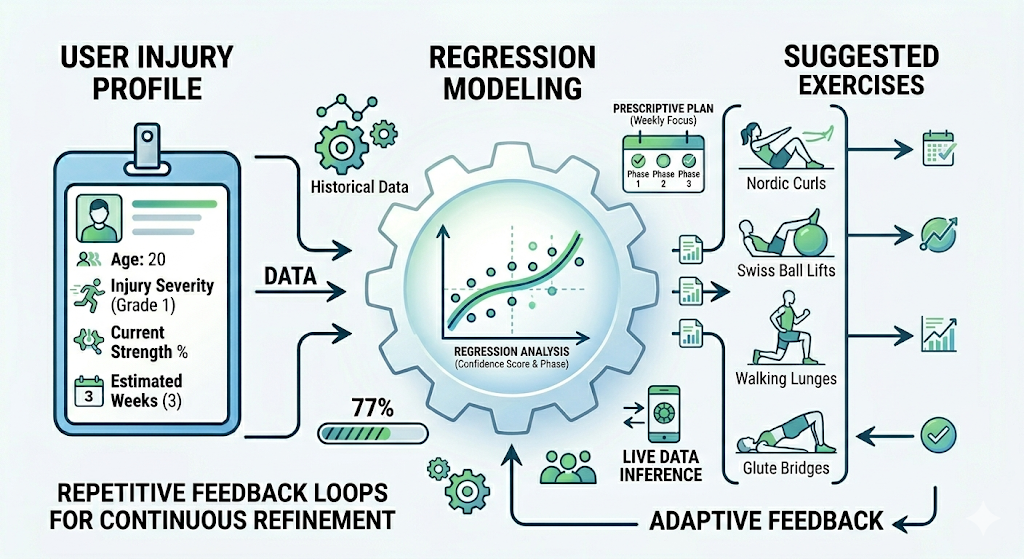 USER INJURY
PROFILE
Age: 20
Injury Severity
(Grade 1)
Current
Strength %
3
Estimated
Weeks (3)
REPETITIVE FEEDBACK LOOPS
FOR CONTINUOUS REFINEMENT
DATA
Historical Data
77%
REGRESSION
MODELING
REGRESSION ANALYSIS
(Confidence Score & Phase)
LIVE DATA
INFERENCE
PRESCRIPTIVE PLAN
(Weekly Focus)
Phase Phase Phase
1 2 3
SUGGESTED
EXERCISES
Nordic Curls
Swiss Ball Lifts
Walking Lunges
Glute Bridges
ADAPTIVE FEEDBACK